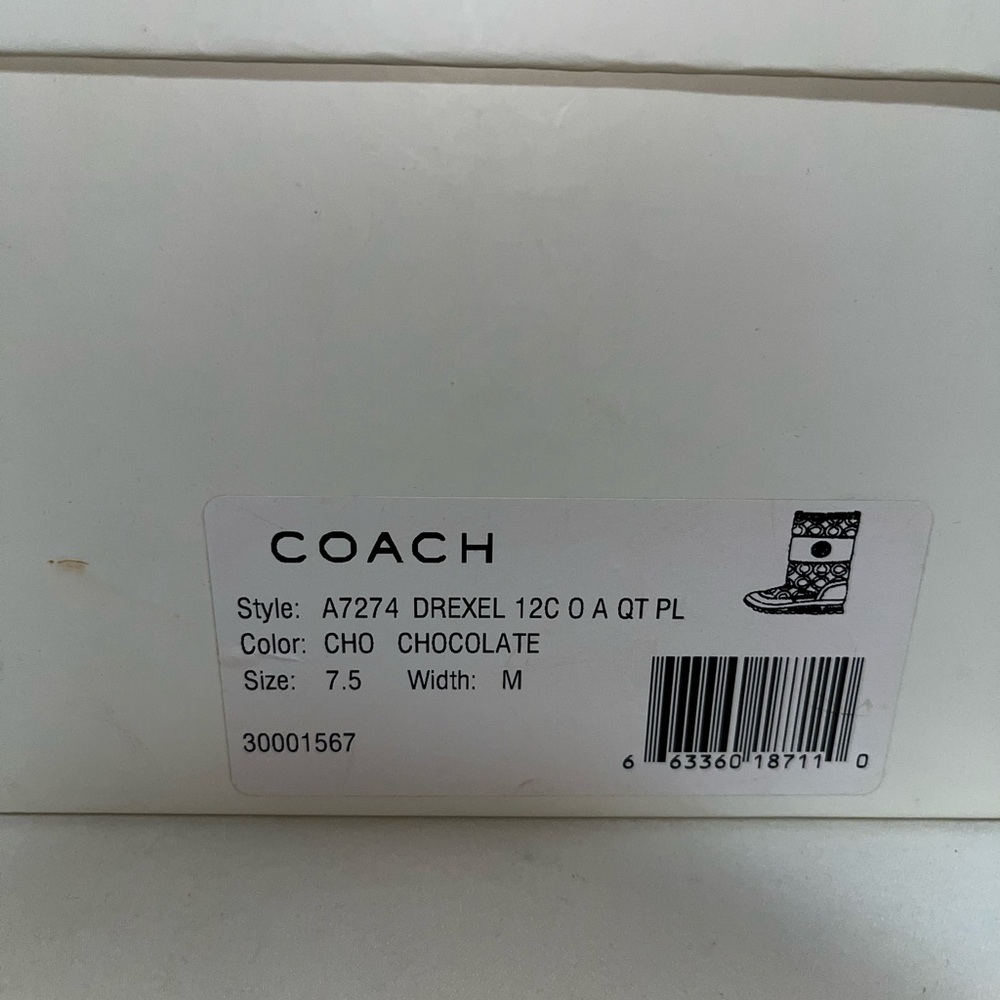 COACH
Style: A7274 DREXEL 12C O A QT PL
Color: CHO CHOCOLATE
Size: 7.5 Width: M
30001567
6 63360 18711 0